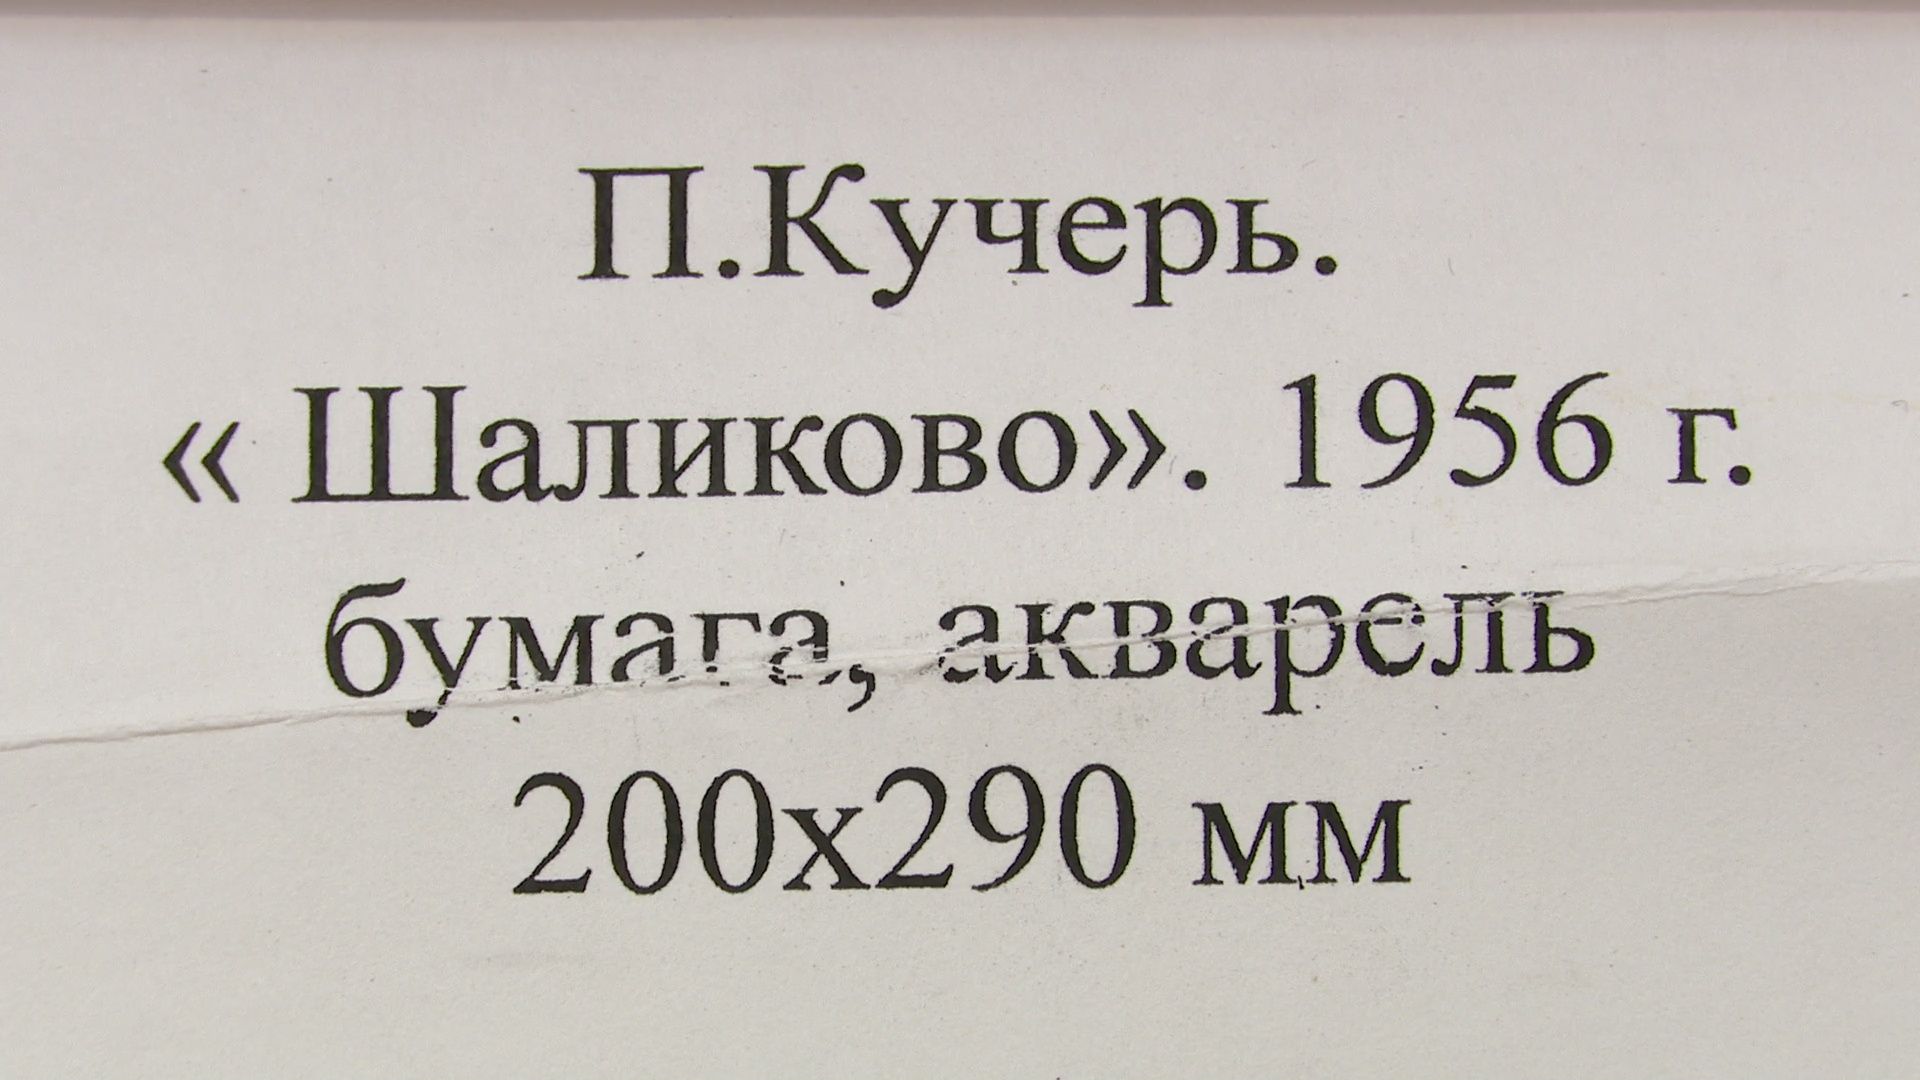 П.Кучерь.
« Шаликово». 1956 г.
бумага, акварель
200х290 мм